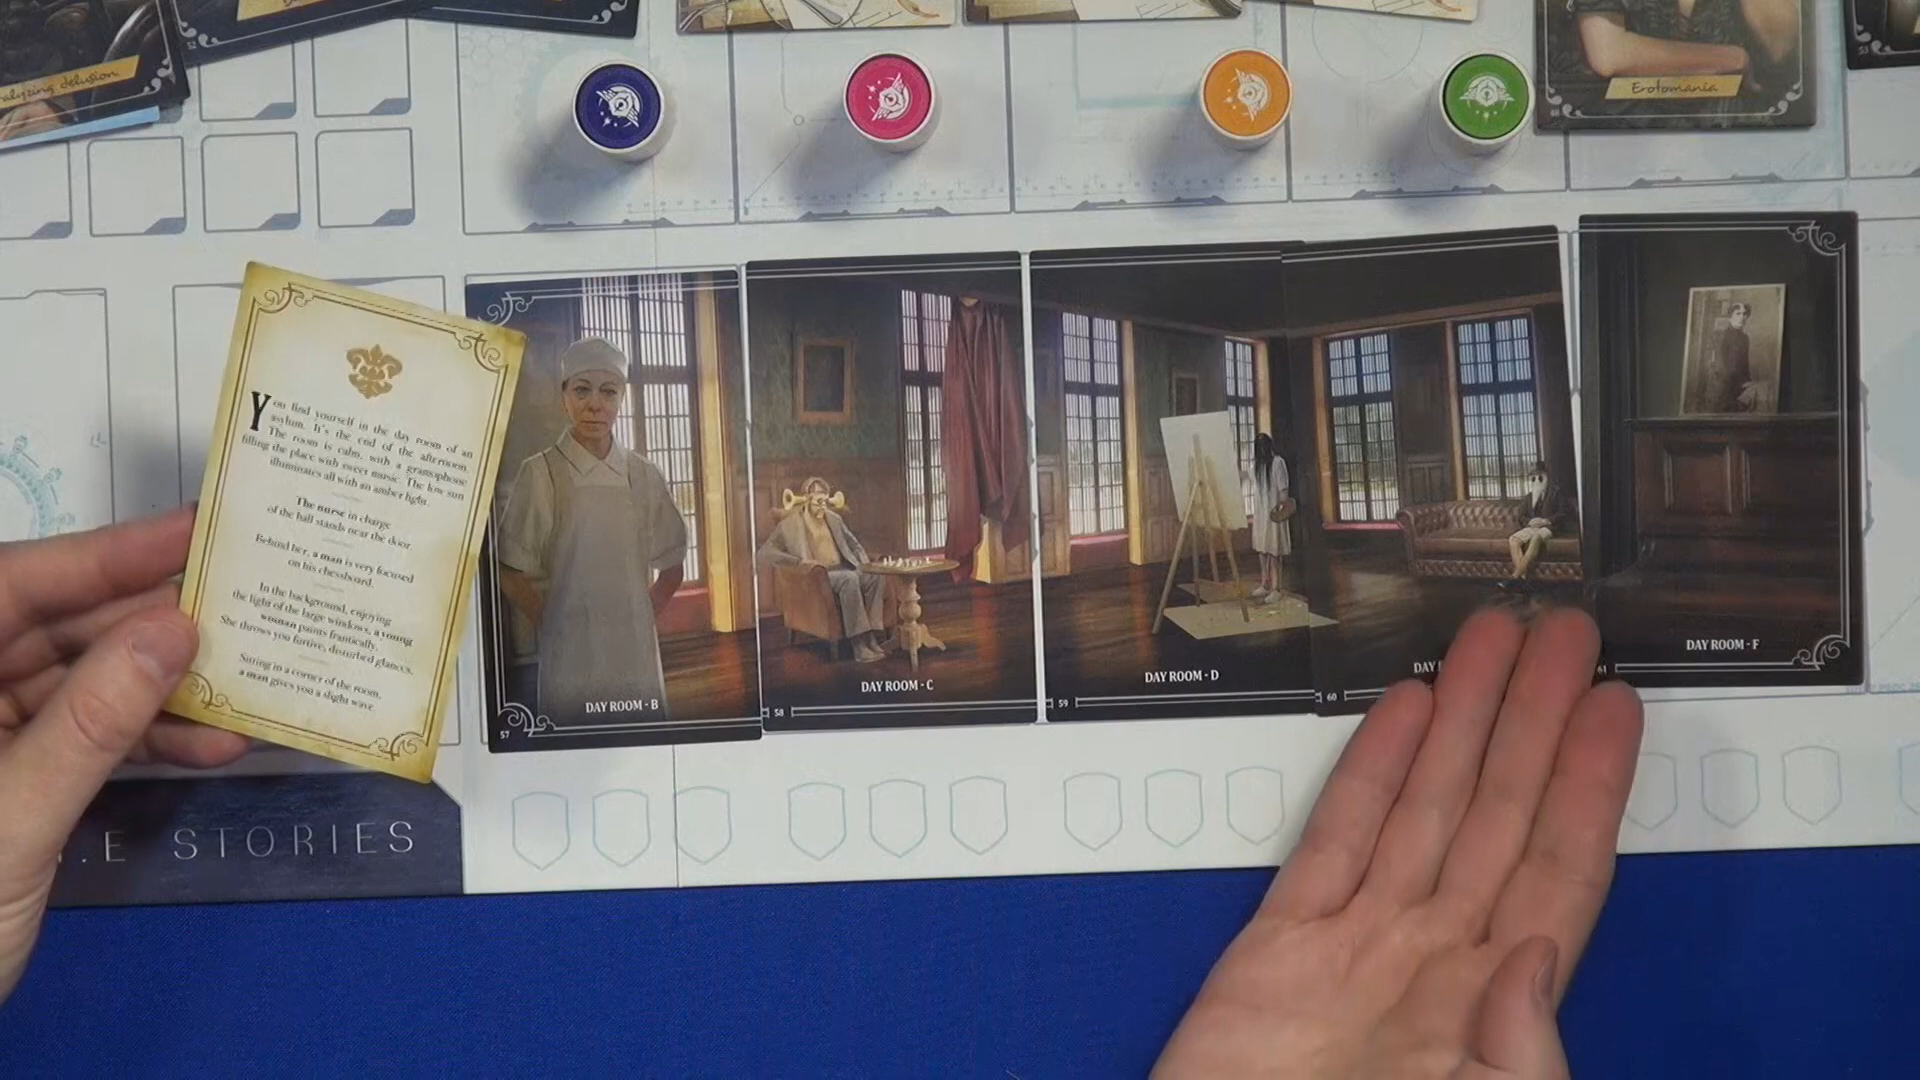 alyzing delusion
52
Erotomania
48
53
You find yourself in the day room of an
asylum. It's the end of the afternoon.
The room is calm, with a gramophone
filling the place with sweet music. The low sun
illuminates all with an amber light.
The nurse in charge
of the hall stands near the door
Behind her, a man is very focused
on his chessboard.
In the background, enjoying
the light of the large windows, a young
woman paints frantically.
She throws you furtive, disturbed glances.
Sitting in a corner of the room,
a man gives you a slight wave.
DAY ROOM - B
57
DAY ROOM - C
58
DAY ROOM - D
59
DAY
60
DAY ROOM - F
61
.E STORIES